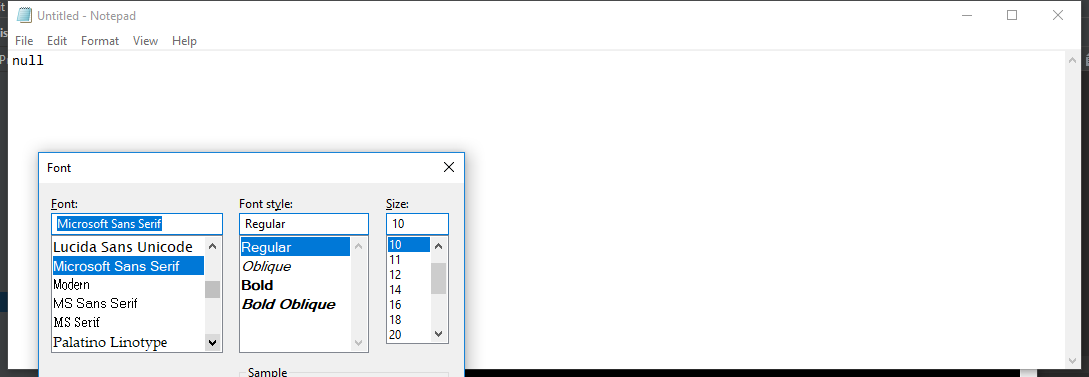 Untitled - Notepad
File Edit Format View Help
null
Font
Font: Font style: Size:
Microsoft Sans Serif Regular 10
Lucida Sans Unicode Regular 10
Microsoft Sans Serif Oblique 11
Modern Bold 12
MS Sans Serif Bold Oblique 14
MS Serif 16
Palatino Linotype 18
20
Sample